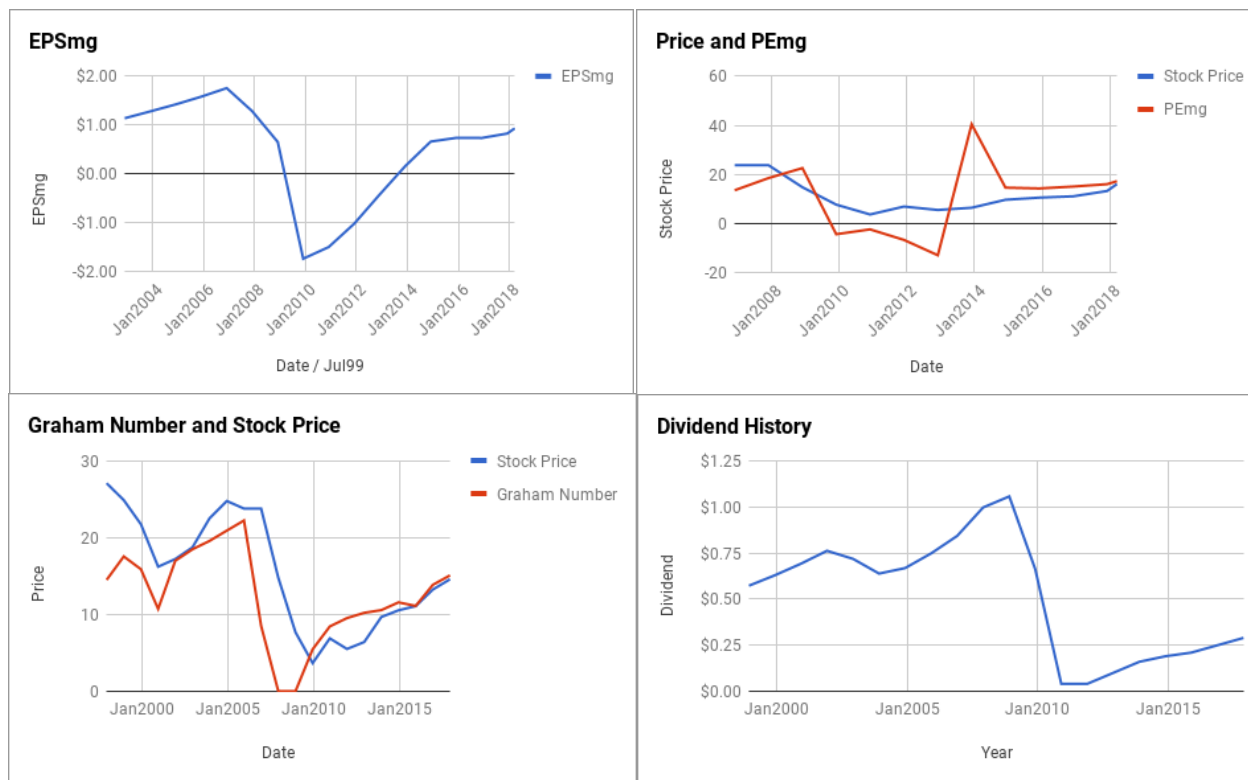 EPSmg
$2.00
$1.00
$0.00
-$1.00
-$2.00
EPSmg
EPSmg
Jan2004
Jan2006
Jan2008
Jan2010
Jan2012
Jan2014
Jan2016
Jan2018
Date / Jul99
Price and PEmg
60
40
20
0
-20
Stock Price
Stock Price
PEmg
Jan2008
Jan2010
Jan2012
Jan2014
Jan2016
Jan2018
Date
Graham Number and Stock Price
30
20
10
0
Price
Stock Price
Graham Number
Jan2000
Jan2005
Jan2010
Jan2015
Date
Dividend History
$1.25
$1.00
$0.75
$0.50
$0.25
$0.00
Dividend
Jan2000
Jan2005
Jan2010
Jan2015
Year